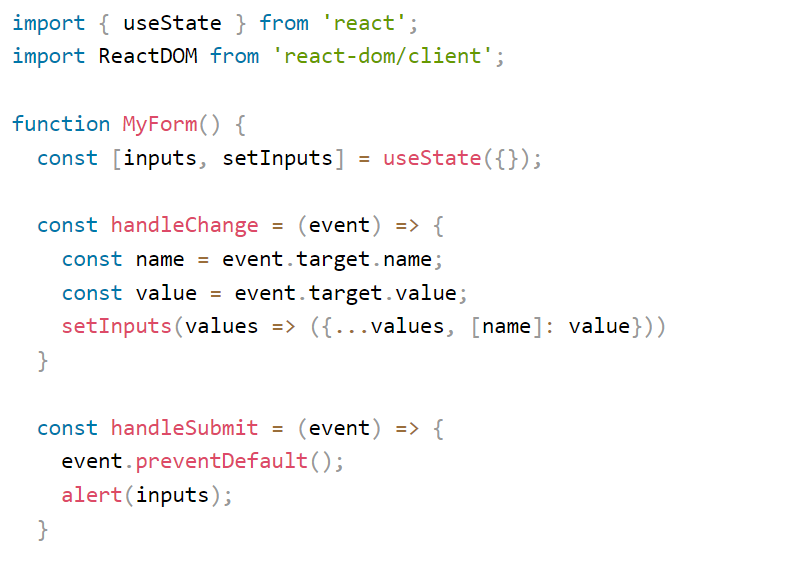 import { useState } from 'react';
import ReactDOM from 'react-dom/client';

function MyForm() {
  const [inputs, setInputs] = useState({});

  const handleChange = (event) => {
    const name = event.target.name;
    const value = event.target.value;
    setInputs(values => ({...values, [name]: value}))
  }

  const handleSubmit = (event) => {
    event.preventDefault();
    alert(inputs);
  }